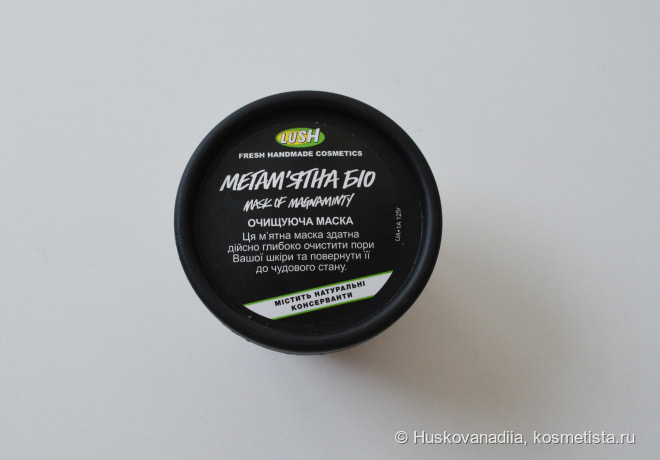 LUSH
FRESH HANDMADE COSMETICS
МЕГАМ'ЯТНА БІО
MASK OF MAGNAMINTY
ОЧИЩУЮЧА МАСКА
Ця м'ятна маска здатна
дійсно глибоко очистити пори
Вашої шкіри та повернути її
до чудового стану.
МІСТИТЬ НАТУРАЛЬНІ
КОНСЕРВАНТИ
© Huskovanadiia, kosmetista.ru